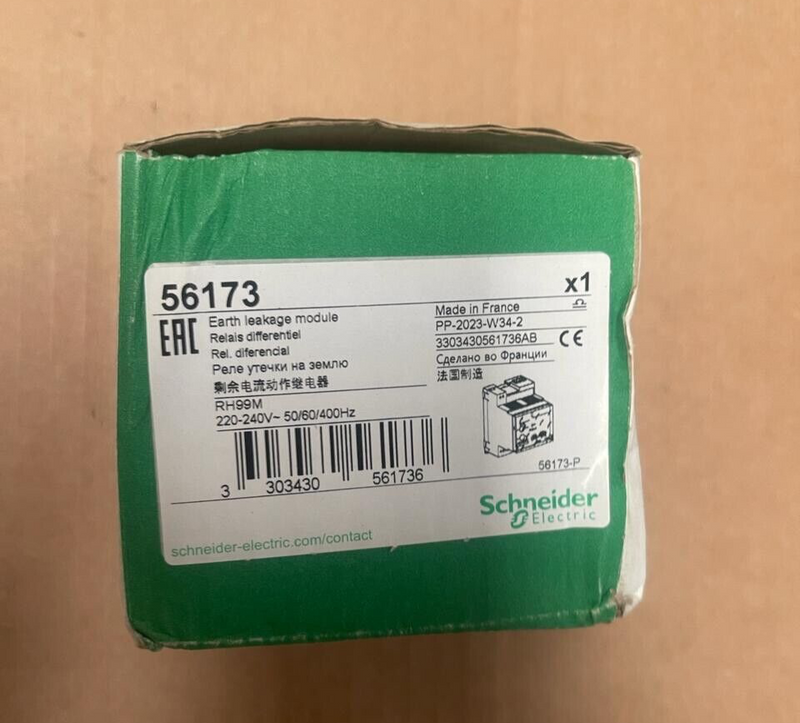 56173
x1
EAC
Earth leakage module
Relais differentiel
Rel. diferencial
Реле утечки на землю
剩余电流动作继电器
RH99M
220-240V~ 50/60/400Hz
Made in France
PP-2023-W34-2
3303430561736AB
CE
Сделано во Франции
法国制造
56173-P
3 303430 561736
Schneider
Electric
schneider-electric.com/contact